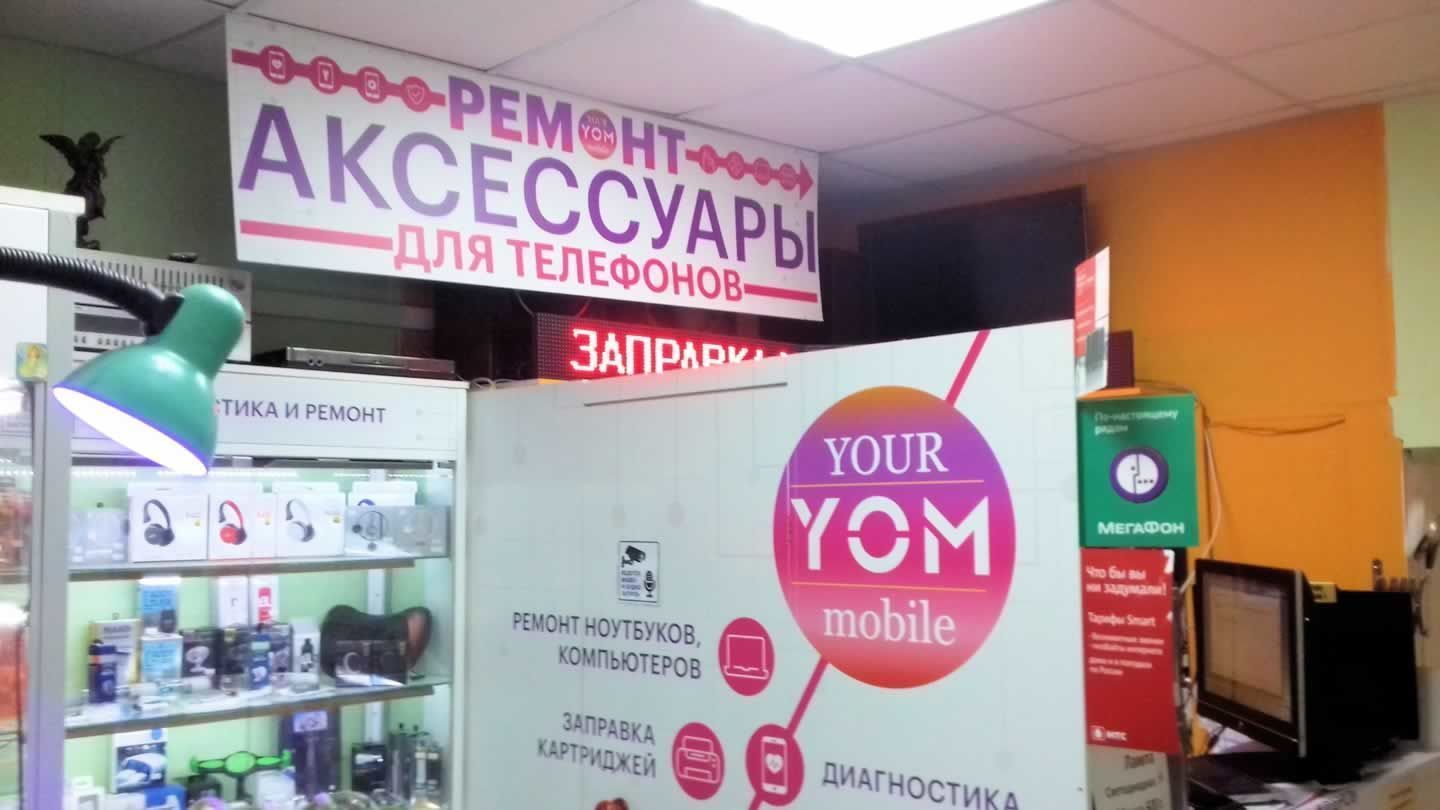 РЕМОНТ
YOUR
YOM
mobile
АКСЕССУАРЫ
ДЛЯ ТЕЛЕФОНОВ
ЗАПРАВКА
СТИКА И РЕМОНТ
YOUR
YOM
mobile
РЕМОНТ НОУТБУКОВ,
КОМПЬЮТЕРОВ
ЗАПРАВКА
КАРТРИДЖЕЙ
ДИАГНОСТИКА
По-настоящему
рядом
МЕГАФОН
Что бы вы
ни задумали!
Тарифы Smart
МТС
Лампа